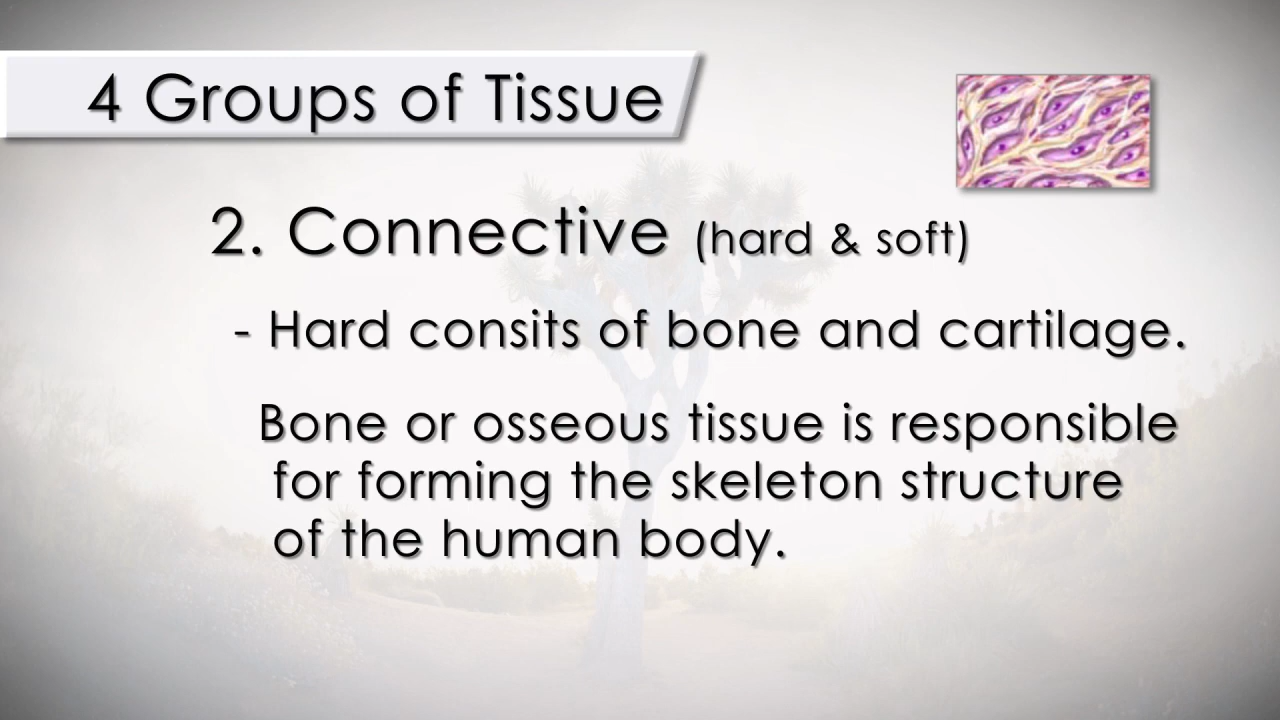 4 Groups of Tissue
2. Connective (hard & soft)
- Hard consits of bone and cartilage.
Bone or osseous tissue is responsible
for forming the skeleton structure
of the human body.